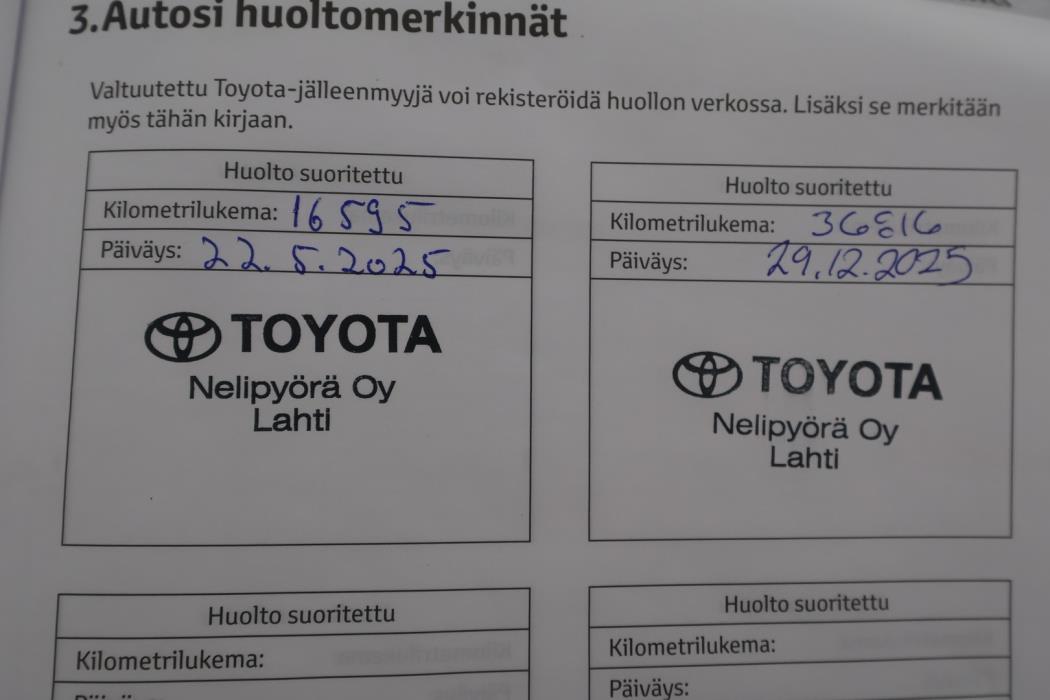 3. Autosi huoltomerkinnät
Valtuutettu Toyota-jälleenmyyjä voi rekisteröidä huollon verkossa. Lisäksi se merkitään
myös tähän kirjaan.
Huolto suoritettu
Kilometrilukema: 16 595
Päiväys: 22.5.2025
TOYOTA
Nelipyörä Oy
Lahti
Huolto suoritettu
Kilometrilukema: 36816
Päiväys: 29.12.2025
TOYOTA
Nelipyörä Oy
Lahti
Huolto suoritettu
Kilometrilukema:
Huolto suoritettu
Kilometrilukema:
Päiväys: